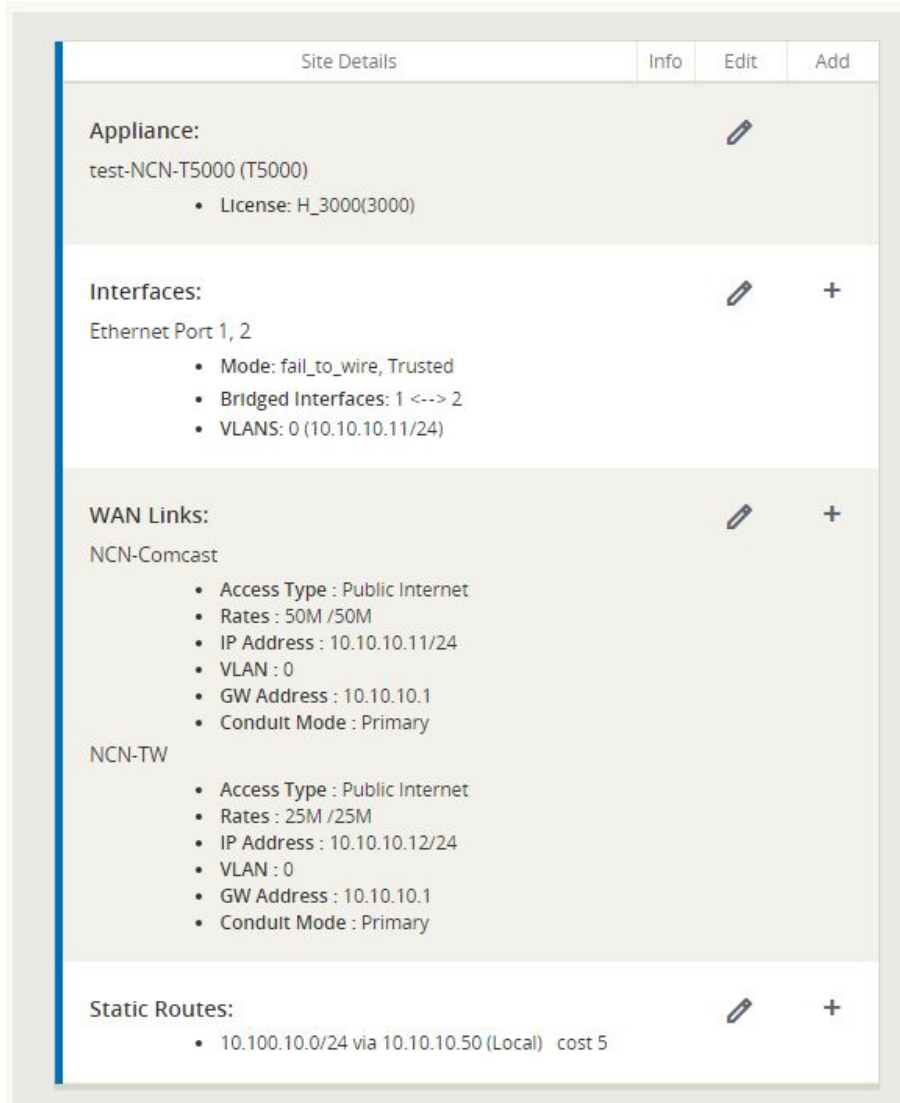 Site Details Info Edit Add
Appliance:
test-NCN-T5000 (T5000)
• License: H_3000(3000)
Interfaces:
Ethernet Port 1, 2
• Mode: fail_to_wire, Trusted
• Bridged Interfaces: 1 <--> 2
• VLANS: 0 (10.10.10.11/24)
WAN Links:
NCN-Comcast
• Access Type : Public Internet
• Rates : 50M /50M
• IP Address : 10.10.10.11/24
• VLAN : 0
• GW Address : 10.10.10.1
• Conduit Mode : Primary
NCN-TW
• Access Type : Public Internet
• Rates : 25M /25M
• IP Address : 10.10.10.12/24
• VLAN : 0
• GW Address : 10.10.10.1
• Conduit Mode : Primary
Static Routes:
• 10.100.10.0/24 via 10.10.10.50 (Local) cost 5